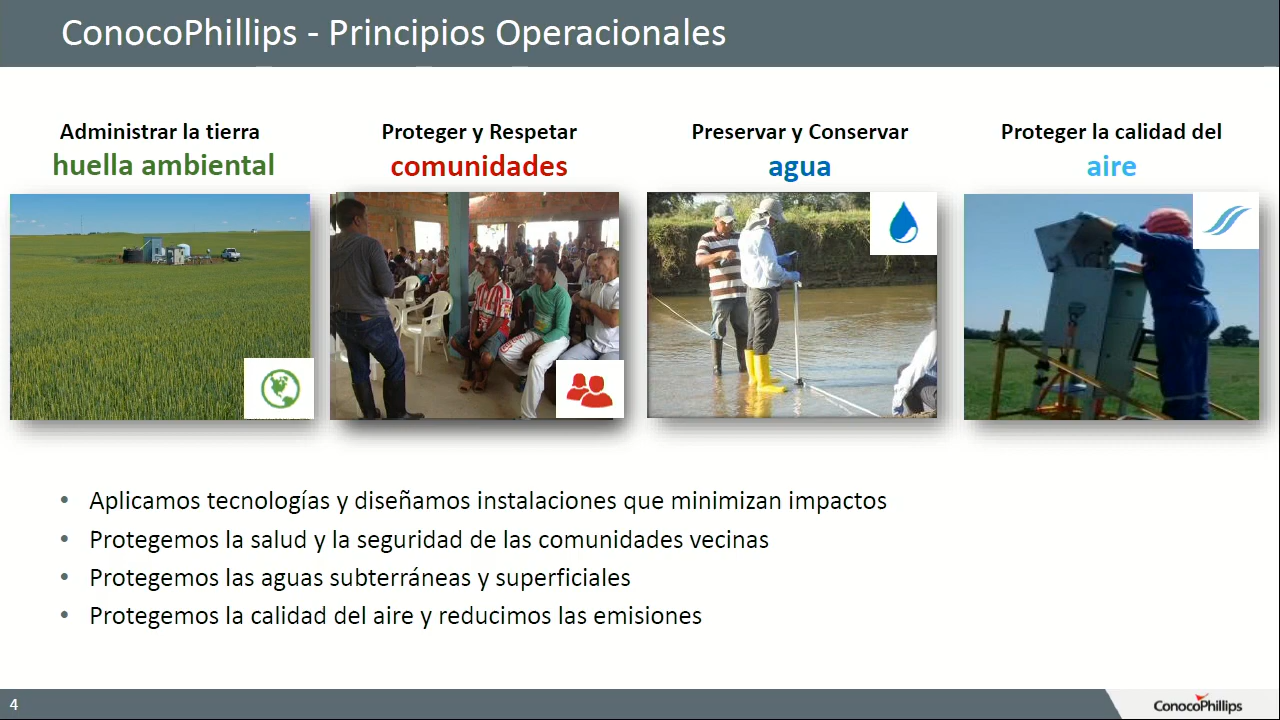 ConocoPhillips - Principios Operacionales
Administrar la tierra
huella ambiental
Proteger y Respetar
comunidades
Preservar y Conservar
agua
Proteger la calidad del
aire
• Aplicamos tecnologías y diseñamos instalaciones que minimizan impactos
• Protegemos la salud y la seguridad de las comunidades vecinas
• Protegemos las aguas subterráneas y superficiales
• Protegemos la calidad del aire y reducimos las emisiones
4
ConocoPhillips